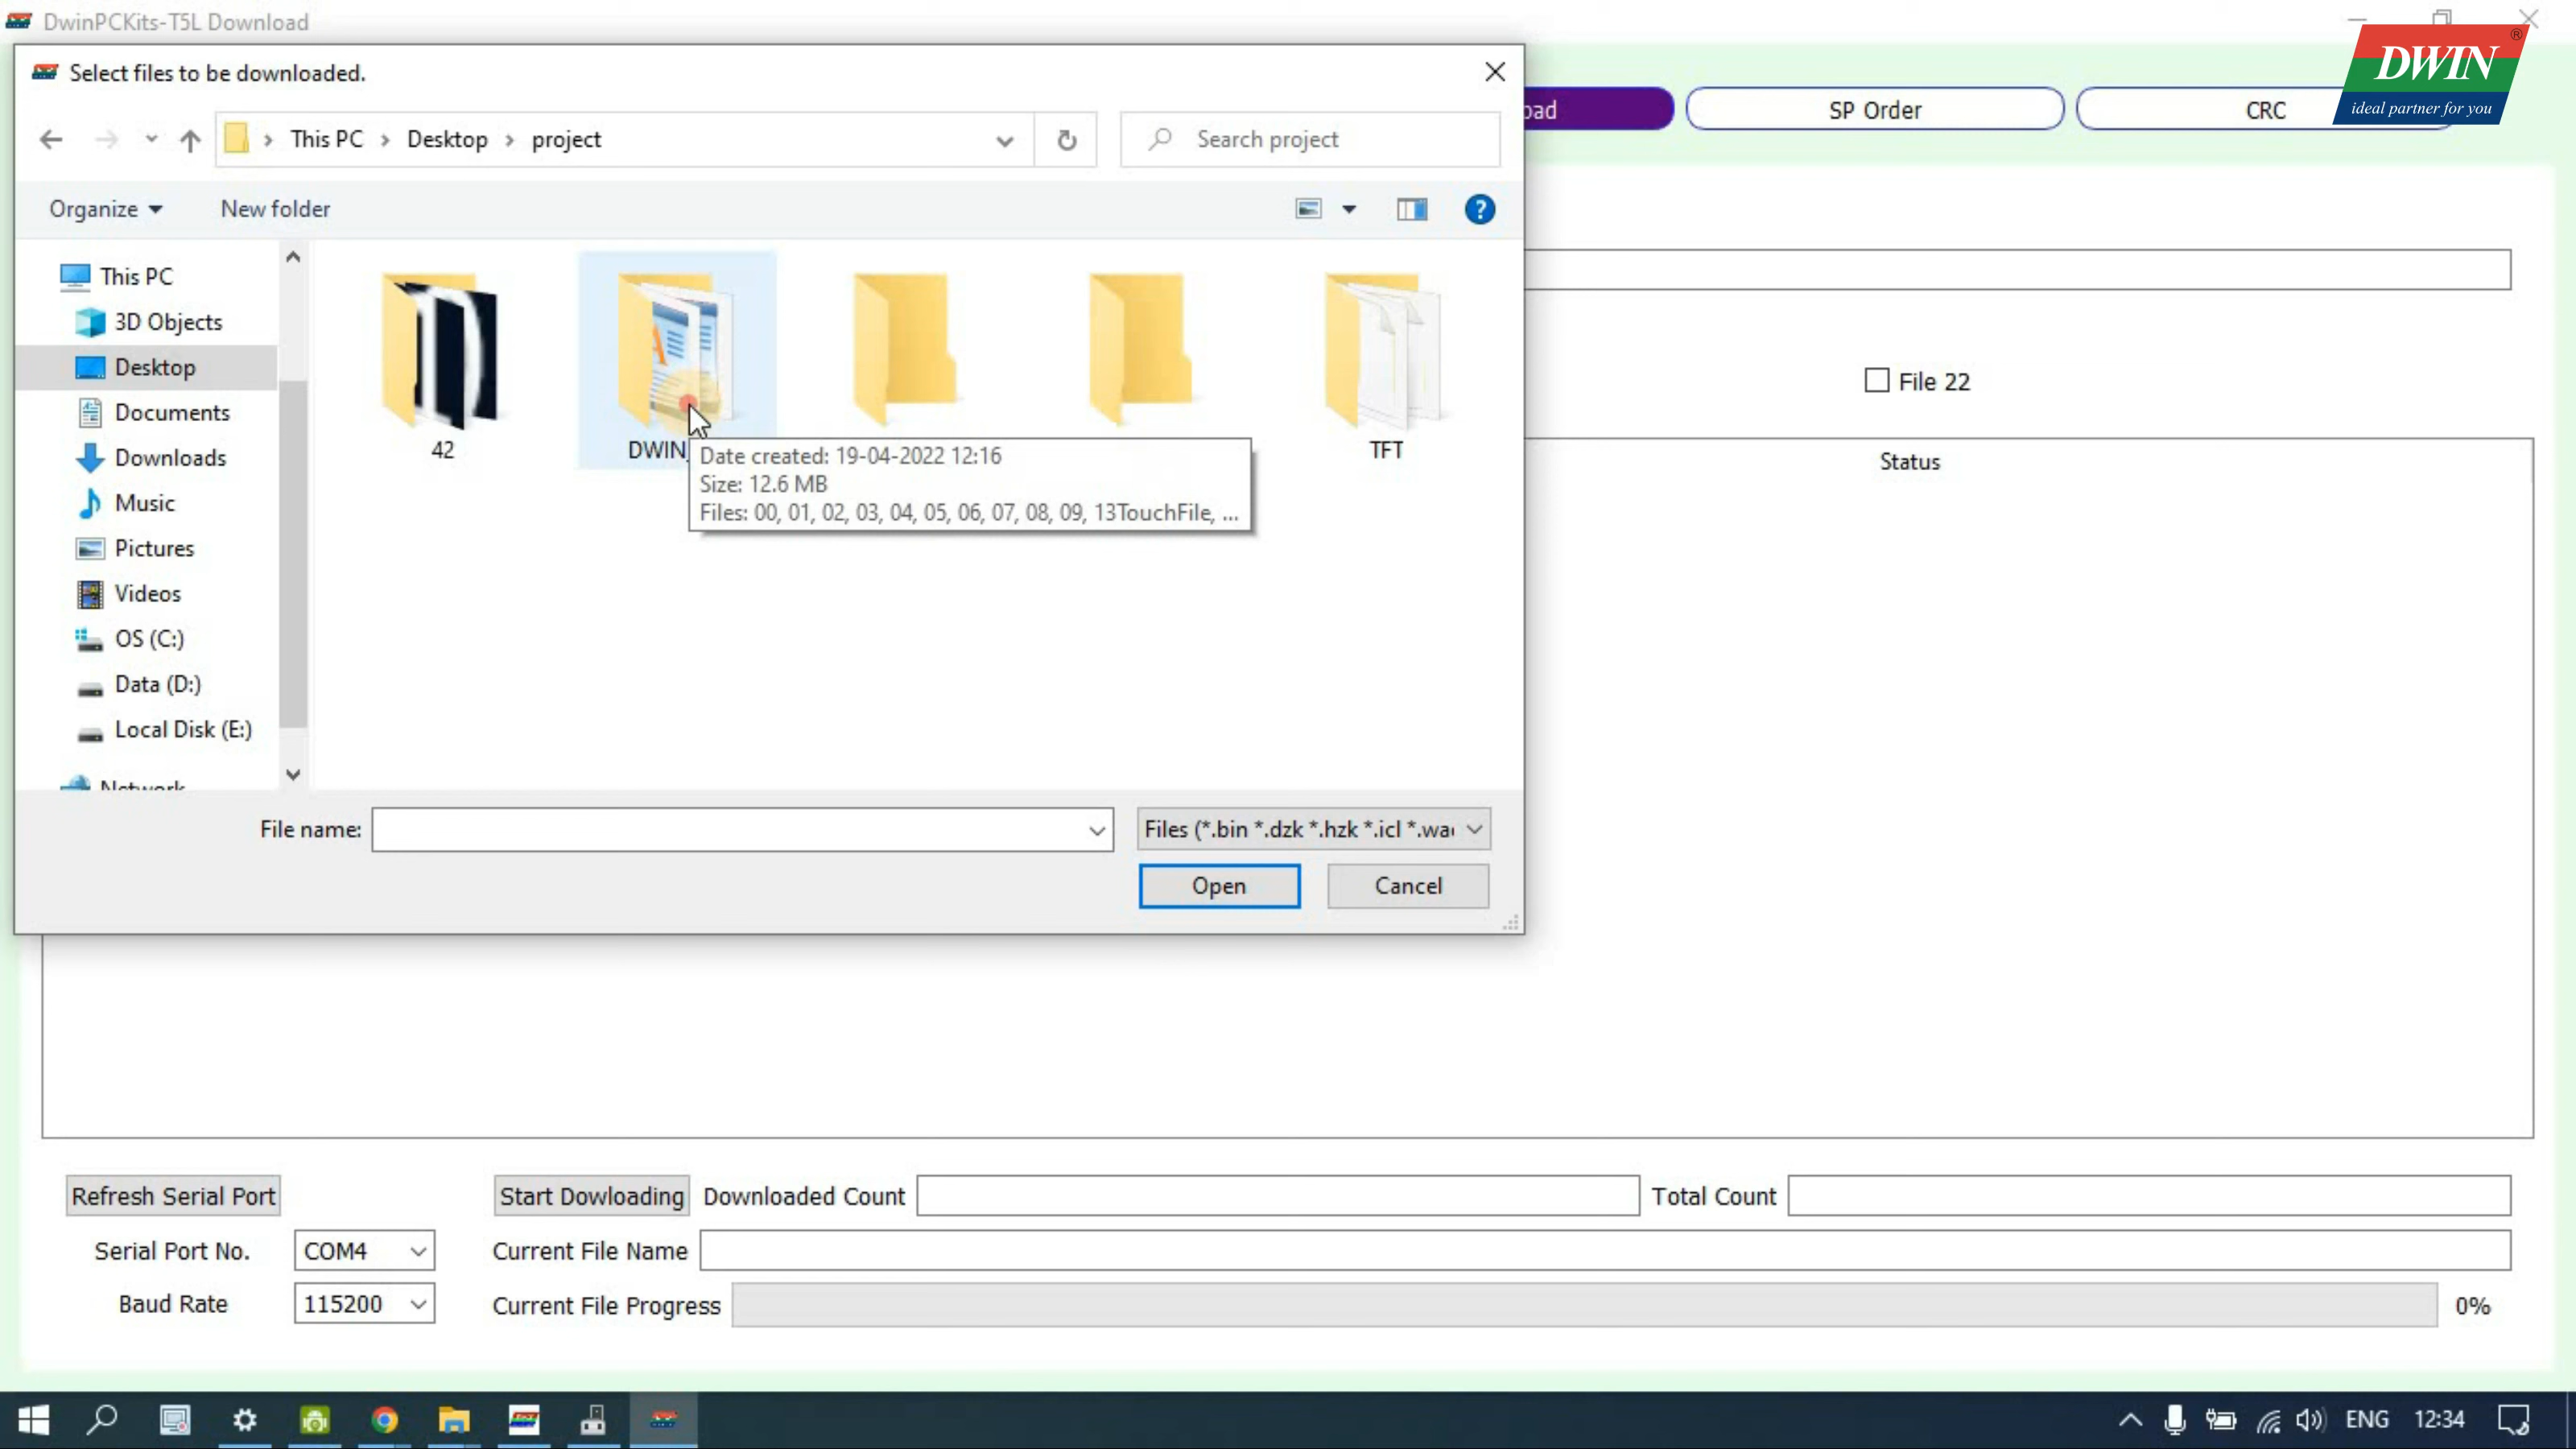 DwinPCKits-T5L Download
DWIN ®
ideal partner for you
Select files to be downloaded.
oad
SP Order
CRC
This PC > Desktop > project
Search project
Organize
New folder
This PC
3D Objects
Desktop
Documents
Downloads
Music
Pictures
Videos
OS (C:)
Data (D:)
Local Disk (E:)
Network
42
DWIN_
TFT
Date created: 19-04-2022 12:16
Size: 12.6 MB
Files: 00, 01, 02, 03, 04, 05, 06, 07, 08, 09, 13TouchFile, ...
File 22
Status
File name:
Files (*.bin *.dzk *.hzk *.icl *.wa
Open
Cancel
Refresh Serial Port
Start Dowloading
Downloaded Count
Total Count
Serial Port No.
COM4
Current File Name
Baud Rate
115200
Current File Progress
0%
ENG
12:34